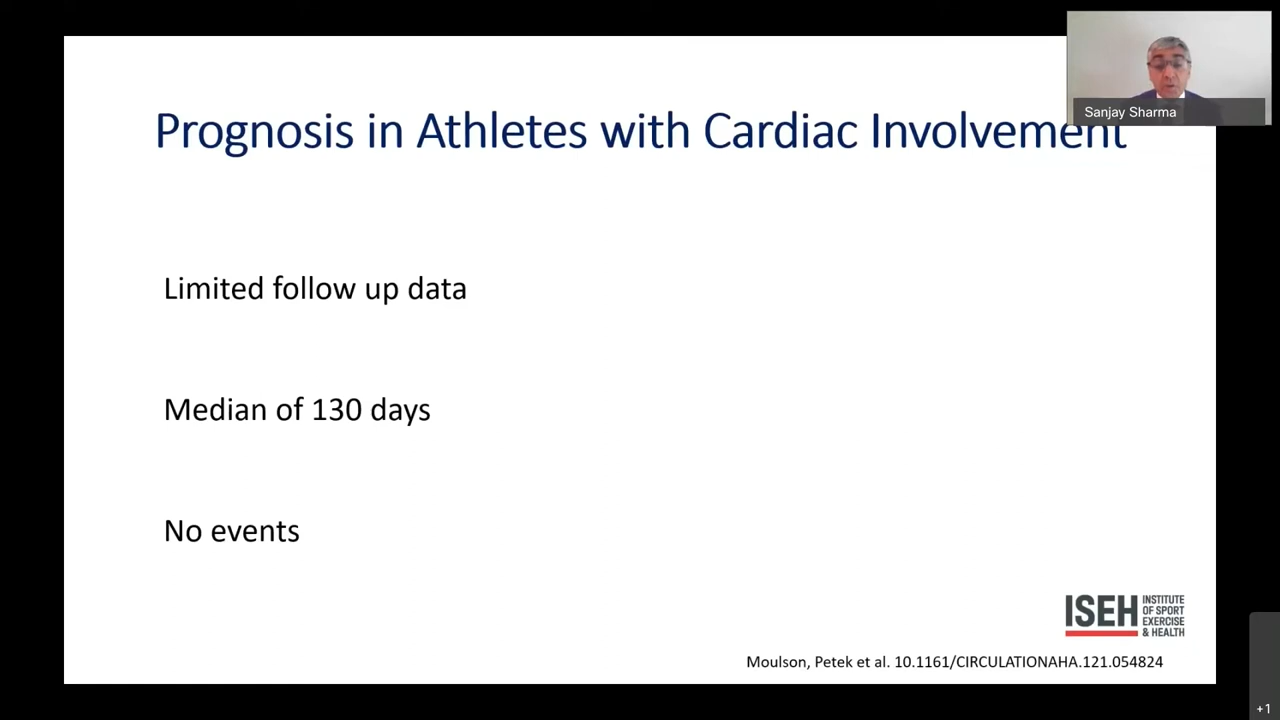 Sanjay Sharma
Prognosis in Athletes with Cardiac Involvement
Limited follow up data
Median of 130 days
No events
ISEH INSTITUTE
OF SPORT
EXERCISE
& HEALTH
Moulson, Petek et al. 10.1161/CIRCULATIONAHA.121.054824
+1